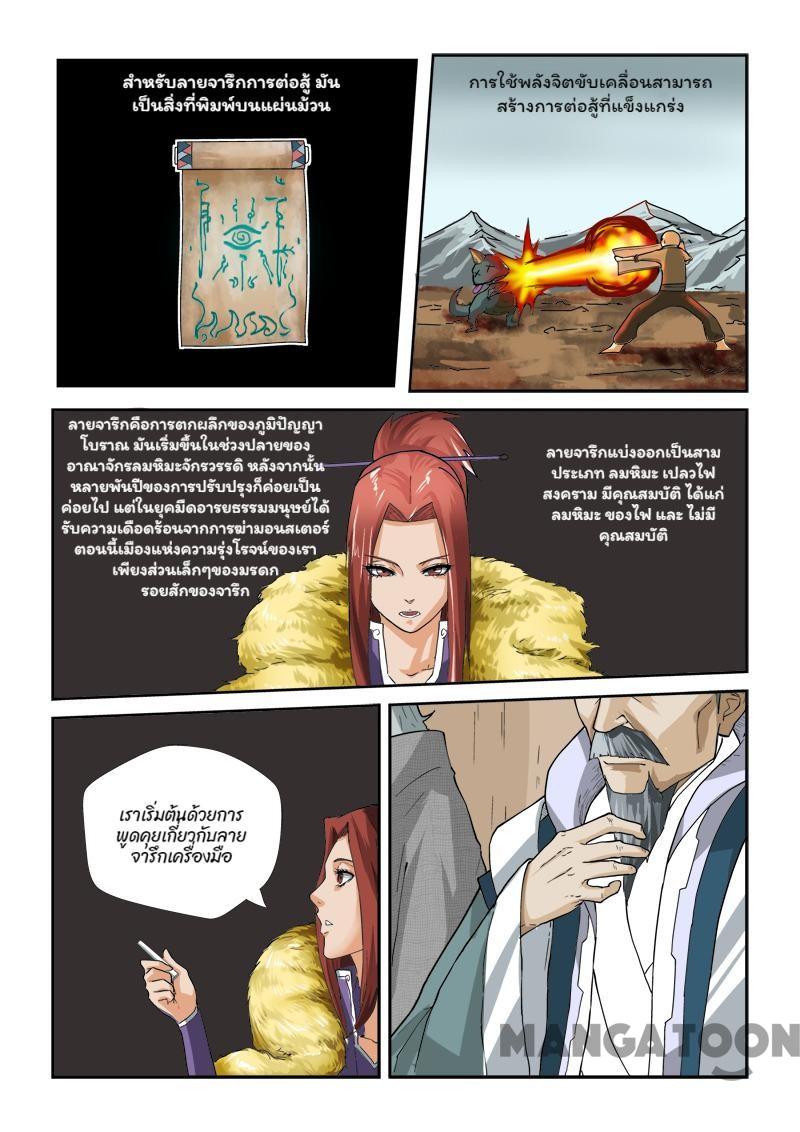 สำหรับลายจารึกการต่อสู้ มัน
เป็นสิ่งที่พิมพ์บนแผ่นม้วน
การใช้พลังจิตขับเคลื่อนสามารถ
สร้างการต่อสู้ที่แข็งแกร่ง
ลายจารึกคือการตกผลึกของภูมิปัญญา
โบราณ มันเริ่มขึ้นในช่วงปลายของ
อาณาจักรลมหิมะจักรวรรดิ หลังจากนั้น
หลายพันปีของการปรับปรุงก็ค่อยเป็น
ค่อยไป แต่ในยุคมืดอารยธรรมมนุษย์ได้
รับความเดือดร้อนจากการฆ่ามอนสเตอร์
ตอนนี้เมืองแห่งความรุ่งโรจน์ของเรา
เพียงส่วนเล็กๆของมรดก
รอยสักของจารึก
ลายจารึกแบ่งออกเป็นสาม
ประเภท ลมหิมะ เปลวไฟ
สงคราม มีคุณสมบัติ ได้แก่
ลมหิมะ ของไฟ และ ไม่มี
คุณสมบัติ
เราเริ่มต้นด้วยการ
พูดคุยเกี่ยวกับลาย
จารึกเครื่องมือ
MANGATOON